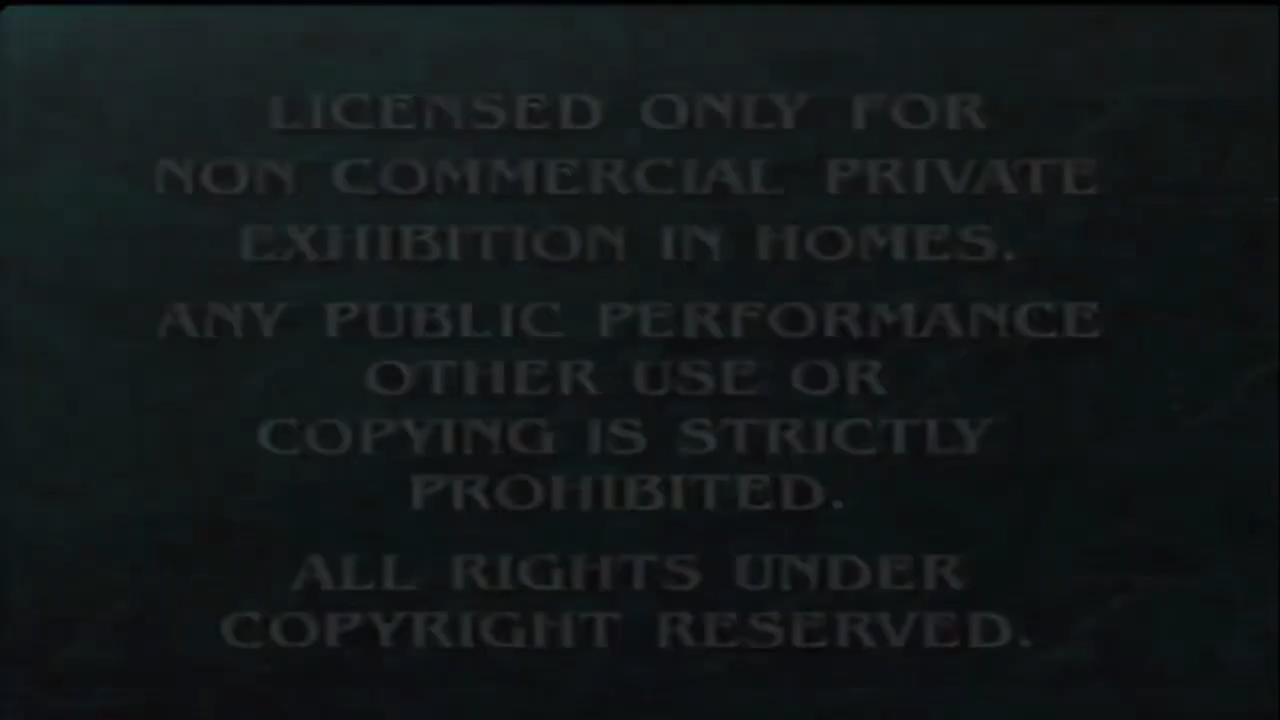 LICENSED ONLY FOR
NON COMMERCIAL PRIVATE
EXHIBITION IN HOMES.
ANY PUBLIC PERFORMANCE
OTHER USE OR
COPYING IS STRICTLY
PROHIBITED.
ALL RIGHTS UNDER
COPYRIGHT RESERVED.